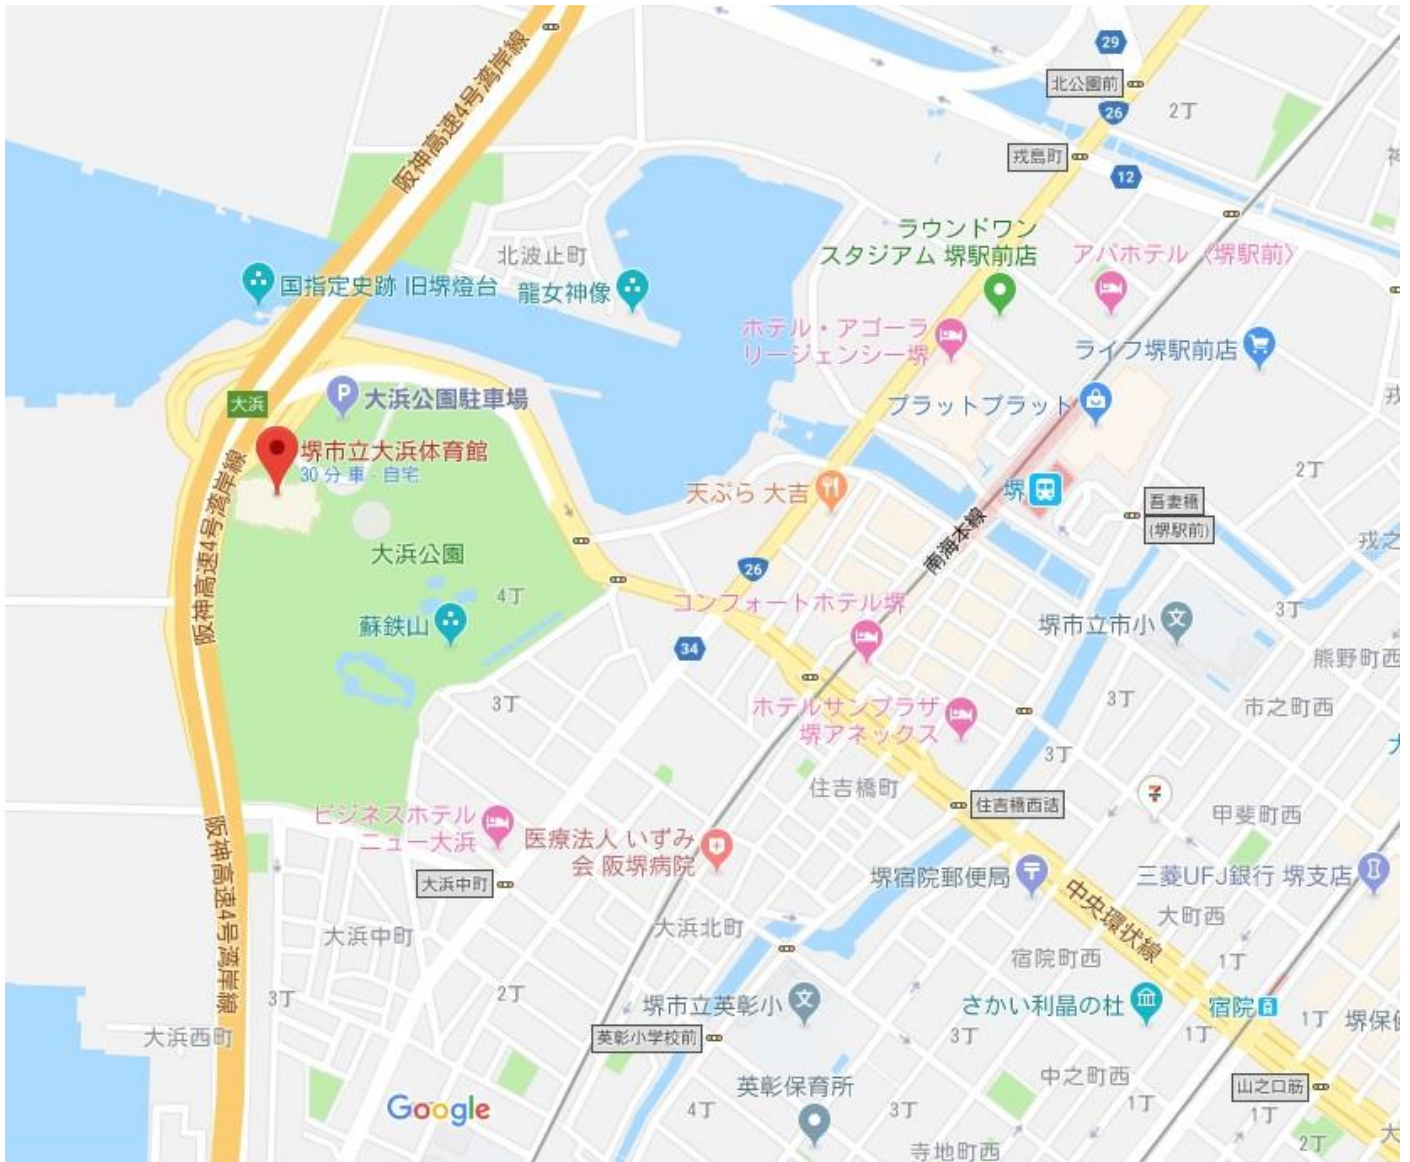 阪神高速4号湾岸線
29
北公園前
26
2丁
戎島町
12
ラウンドワン
スタジアム 堺駅前店
アパホテル〈堺駅前〉
北波止町
国指定史跡 旧堺燈台
龍女神像
ホテル・アゴーラ
リージェンシー堺
ライフ堺駅前店
大浜
P
大浜公園駐車場
プラットプラット
堺市立大浜体育館
30 分 車 - 自宅
阪神高速4号湾岸線
2丁
天ぷら 大吉
堺
吾妻橋
(堺駅前)
南海本線
大浜公園
26
4丁
コンフォートホテル堺
3丁
蘇鉄山
堺市立市小
文
34
熊野町西
3丁
ホテルサンプラザ
堺アネックス
3丁
市之町西
3丁
住吉橋町
住吉橋西詰
7
甲斐町西
ビジネスホテル
ニュー大浜
医療法人 いずみ
会 阪堺病院
阪神高速4号湾岸線
大浜中町
堺宿院郵便局
三菱UFJ銀行 堺支店
中央環状線
大町西
大浜北町
大浜中町
宿院町西
1丁
3丁
2丁
堺市立英彰小
文
さかい利晶の杜
宿院
1丁
大浜西町
英彰小学校前
3丁
1丁
中之町西
山之口筋
英彰保育所
Google
4丁
3丁
1丁
1丁
2丁
寺地町西